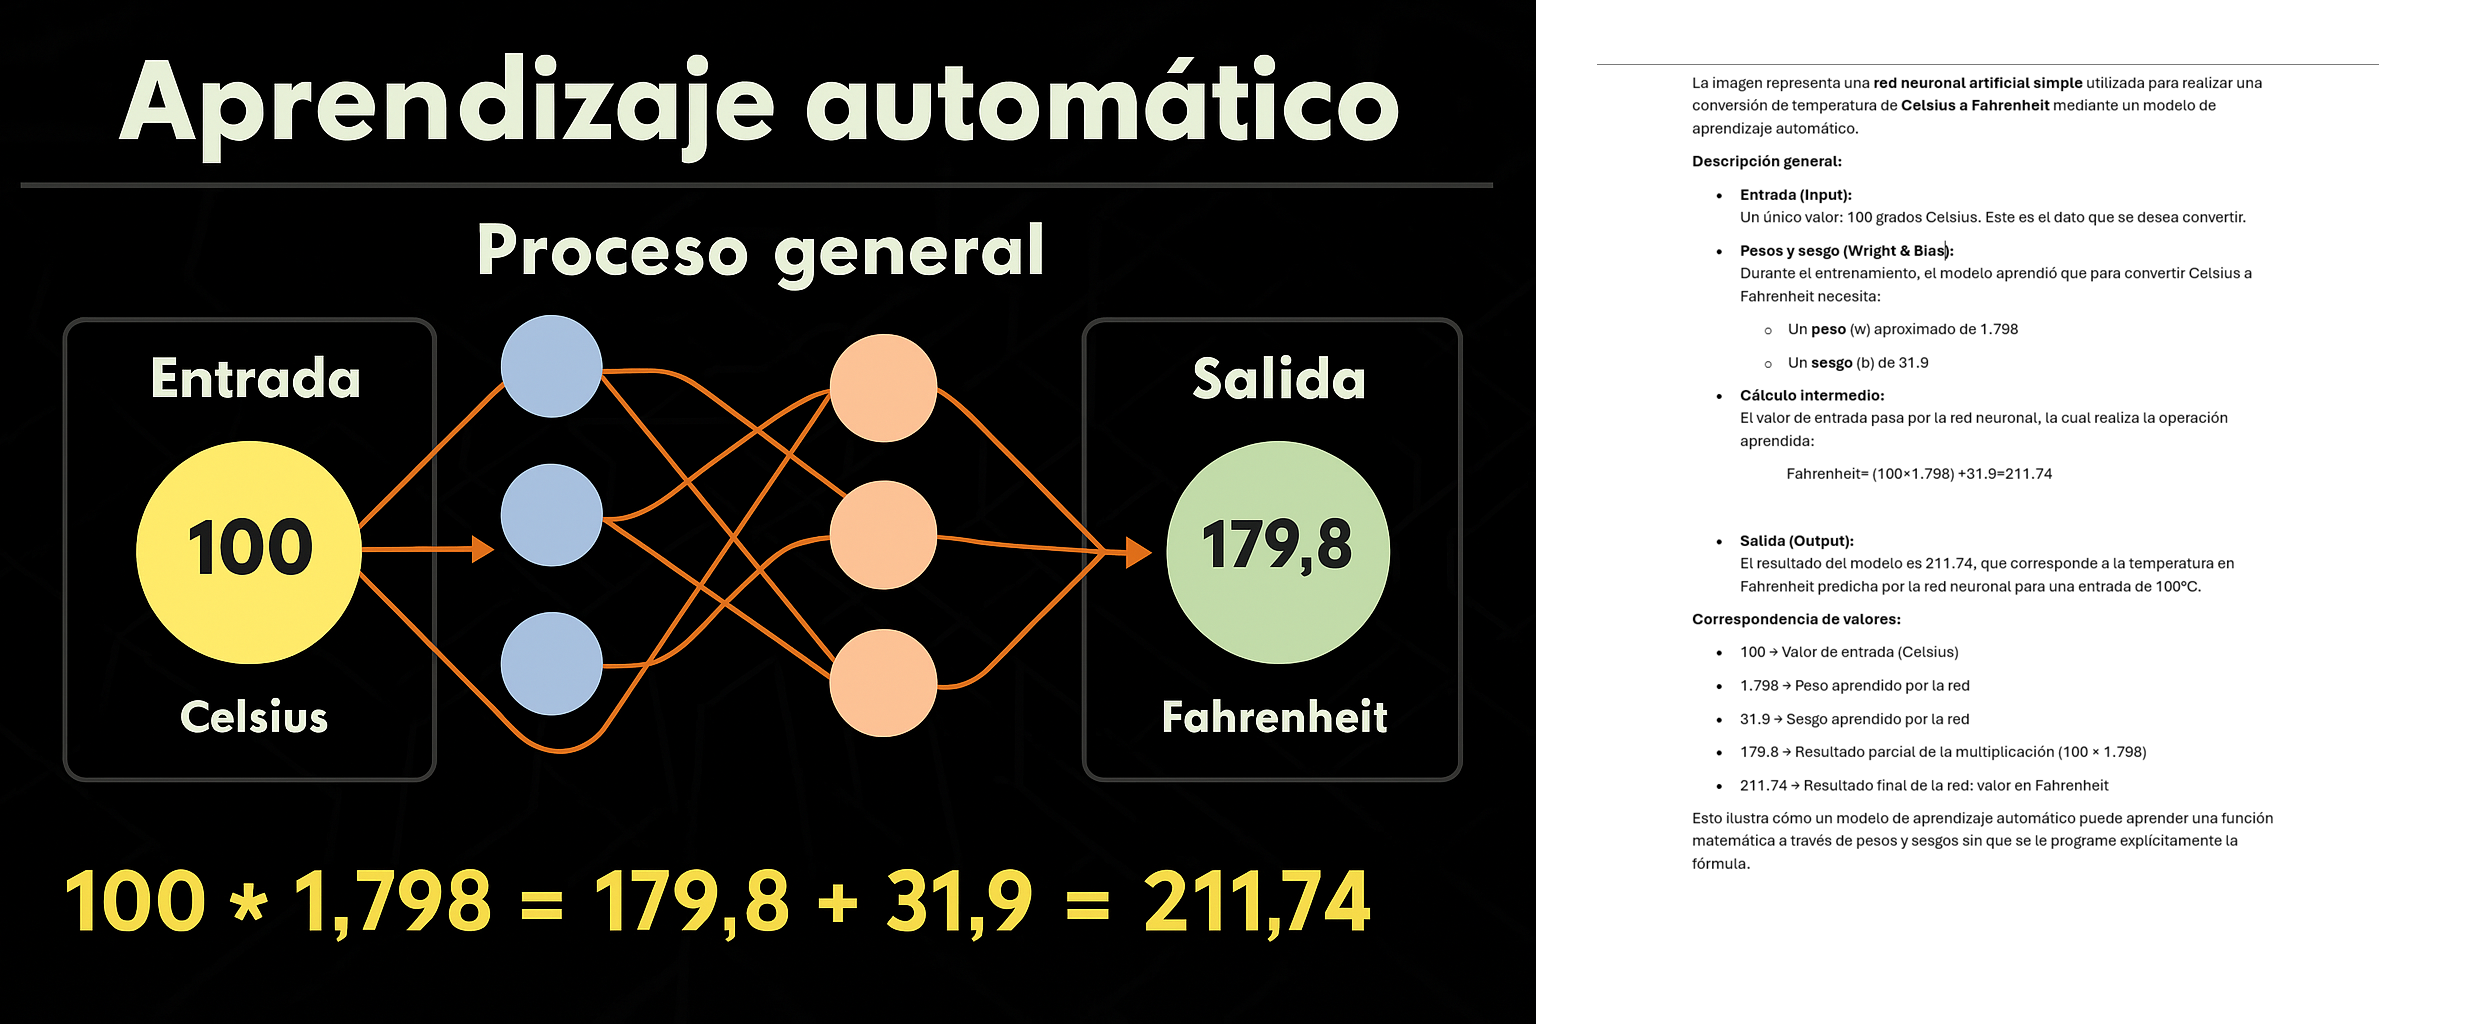 Aprendizaje automático
Proceso general
Entrada
100
Celsius
Salida
179,8
Fahrenheit
100 * 1,798 = 179,8 + 31,9 = 211,74
La imagen representa una red neuronal artificial simple utilizada para realizar una
conversión de temperatura de Celsius a Fahrenheit mediante un modelo de
aprendizaje automático.
Descripción general:
• Entrada (Input):
Un único valor: 100 grados Celsius. Este es el dato que se desea convertir.
• Pesos y sesgo (Wright & Bias):
Durante el entrenamiento, el modelo aprendió que para convertir Celsius a
Fahrenheit necesita:
o Un peso (w) aproximado de 1.798
o Un sesgo (b) de 31.9
• Cálculo intermedio:
El valor de entrada pasa por la red neuronal, la cual realiza la operación
aprendida:
Fahrenheit= (100×1.798) +31.9=211.74
• Salida (Output):
El resultado del modelo es 211.74, que corresponde a la temperatura en
Fahrenheit predicha por la red neuronal para una entrada de 100°C.
Correspondencia de valores:
• 100 → Valor de entrada (Celsius)
• 1.798 → Peso aprendido por la red
• 31.9 → Sesgo aprendido por la red
• 179.8 → Resultado parcial de la multiplicación (100 × 1.798)
• 211.74 → Resultado final de la red: valor en Fahrenheit
Esto ilustra cómo un modelo de aprendizaje automático puede aprender una función
matemática a través de pesos y sesgos sin que se le programe explícitamente la
fórmula.